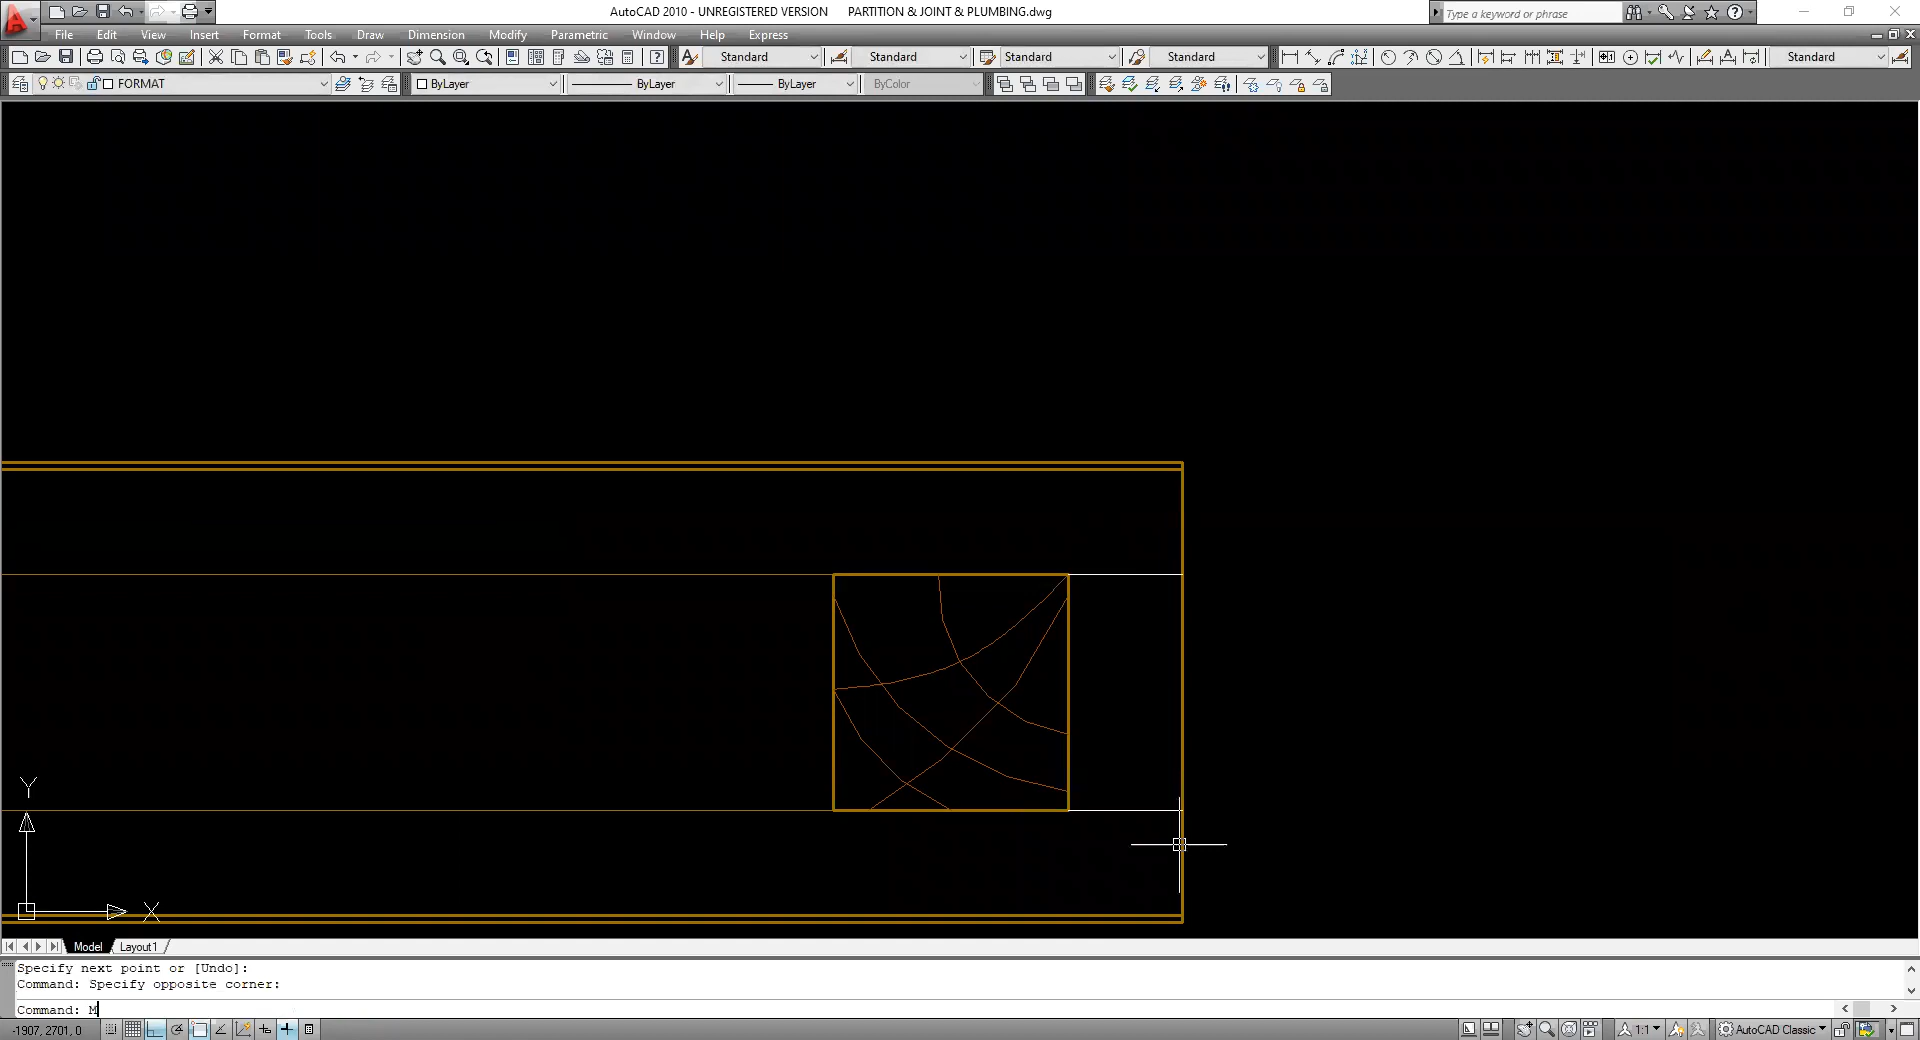 AutoCAD 2010 - UNREGISTERED VERSION PARTITION & JOINT & PLUMBING.dwg
Type a keyword or phrase
File Edit View Insert Format Tools Draw Dimension Modify Parametric Window Help Express
Standard Standard Standard Standard Standard
FORMAT ByLayer ByLayer ByLayer ByColor
Y
X
Model Layout1
Specify next point or [Undo]:
Command: Specify opposite corner:
Command: M
-1907, 2701, 0 1:1 AutoCAD Classic